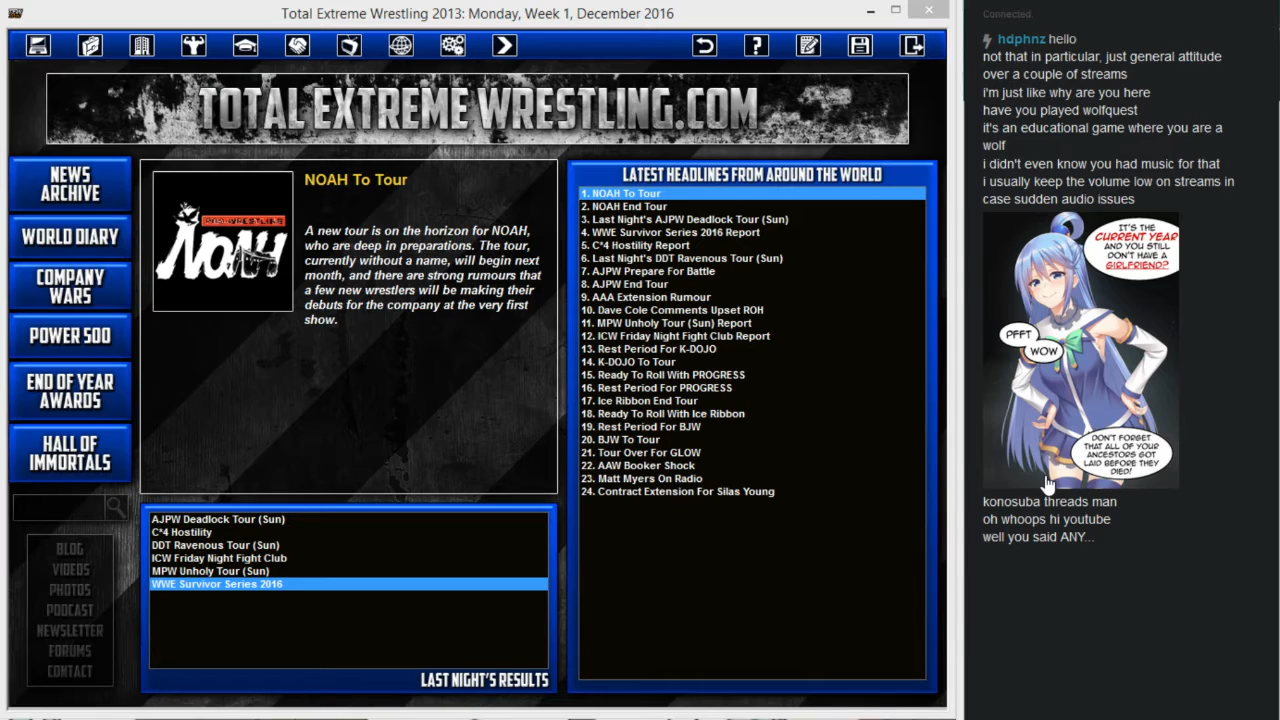 Total Extreme Wrestling 2013: Monday, Week 1, December 2016
TOTAL EXTREME WRESTLING.COM
NEWS
ARCHIVE
WORLD DIARY
COMPANY
WARS
POWER 500
END OF YEAR
AWARDS
HALL OF
IMMORTALS
BLOG
VIDEOS
PHOTOS
PODCAST
NEWSLETTER
FORUMS
CONTACT
NOAH
NOAH To Tour
A new tour is on the horizon for NOAH,
who are deep in preparations. The tour,
currently without a name, will begin next
month, and there are strong rumours that
a few new wrestlers will be making their
debuts for the company at the very first
show.
AJPW Deadlock Tour (Sun)
C*4 Hostility
DDT Ravenous Tour (Sun)
ICW Friday Night Fight Club
MPW Unholy Tour (Sun)
WWE Survivor Series 2016
LAST NIGHT'S RESULTS
LATEST HEADLINES FROM AROUND THE WORLD
1. NOAH To Tour
2. NOAH End Tour
3. Last Night's AJPW Deadlock Tour (Sun)
4. WWE Survivor Series 2016 Report
5. C*4 Hostility Report
6. Last Night's DDT Ravenous Tour (Sun)
7. AJPW Prepare For Battle
8. AJPW End Tour
9. AAA Extension Rumour
10. Dave Cole Comments Upset ROH
11. MPW Unholy Tour (Sun) Report
12. ICW Friday Night Fight Club Report
13. Rest Period For K-DOJO
14. K-DOJO To Tour
15. Ready To Roll With PROGRESS
16. Rest Period For PROGRESS
17. Ice Ribbon End Tour
18. Ready To Roll With Ice Ribbon
19. Rest Period For BJW
20. BJW To Tour
21. Tour Over For GLOW
22. AAW Booker Shock
23. Matt Myers On Radio
24. Contract Extension For Silas Young
Connected.
hdphnz hello
not that in particular, just general attitude
over a couple of streams
i'm just like why are you here
have you played wolfquest
it's an educational game where you are a
wolf
i didn't even know you had music for that
i usually keep the volume low on streams in
case sudden audio issues
IT'S THE
CURRENT YEAR
AND YOU STILL
DON'T HAVE A
GIRLFRIEND?
PFFT
WOW
DON'T FORGET
THAT ALL OF YOUR
ANCESTORS GOT
LAID BEFORE THEY
DIED!
konosuba threads man
oh whoops hi youtube
well you said ANY...